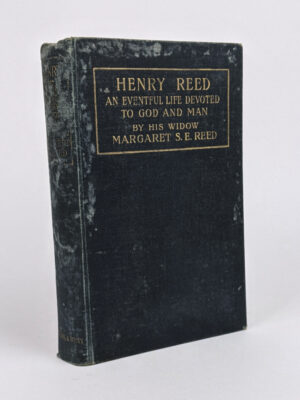 HENRY REED
AN EVENTFUL LIFE DEVOTED
TO GOD AND MAN
BY HIS WIDOW
MARGARET S. E. REED